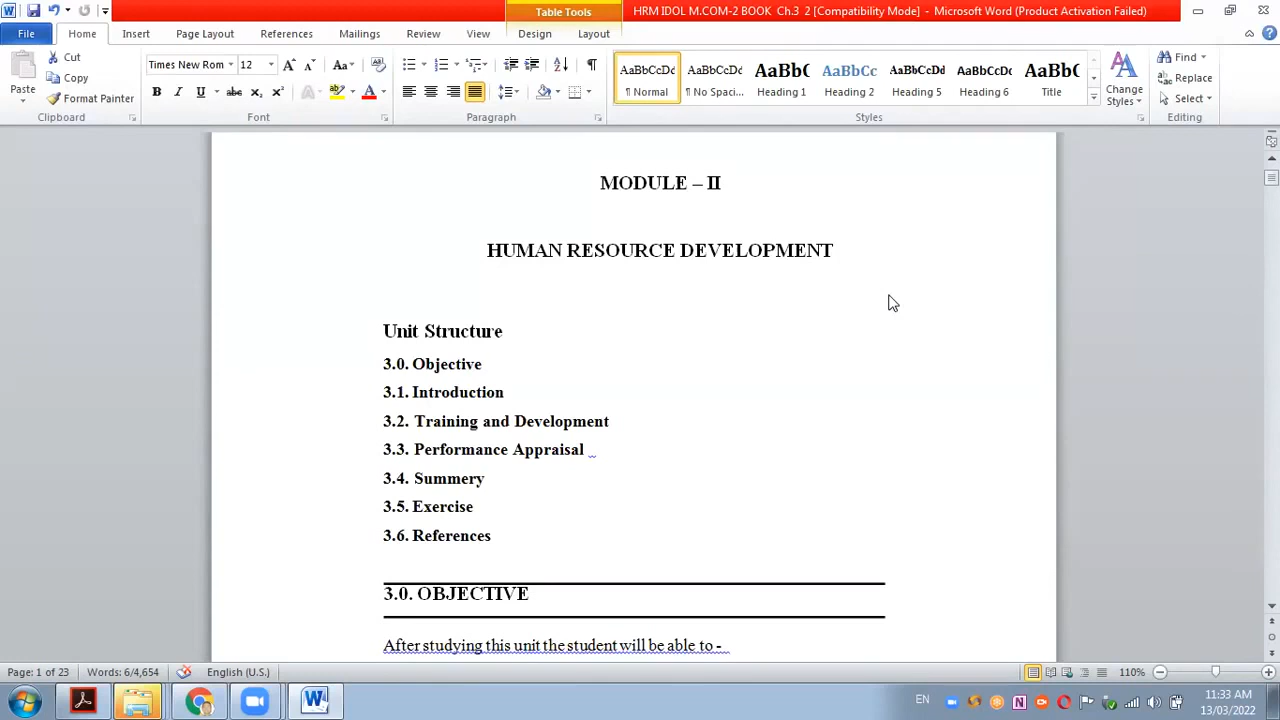 Table Tools
HRM IDOL M.COM-2 BOOK Ch.3 2 [Compatibility Mode] - Microsoft Word (Product Activation Failed)
File Home Insert Page Layout References Mailings Review View Design Layout
Paste
Cut
Copy
Format Painter
Clipboard
Times New Rom 12
Font
Paragraph
AaBbCcDd AaBbCcDc AaBb( AaBbCc AaBbCcDd AaBbCcDc AaBb(
¶ Normal ¶ No Spaci... Heading 1 Heading 2 Heading 5 Heading 6 Title
Styles
Change Styles
Find
Replace
Select
Editing
MODULE – II
HUMAN RESOURCE DEVELOPMENT
Unit Structure
3.0. Objective
3.1. Introduction
3.2. Training and Development
3.3. Performance Appraisal
3.4. Summery
3.5. Exercise
3.6. References
3.0. OBJECTIVE
After studying this unit the student will be able to -
Page: 1 of 23 Words: 6/4,654 English (U.S.) 110%
EN
11:33 AM
13/03/2022